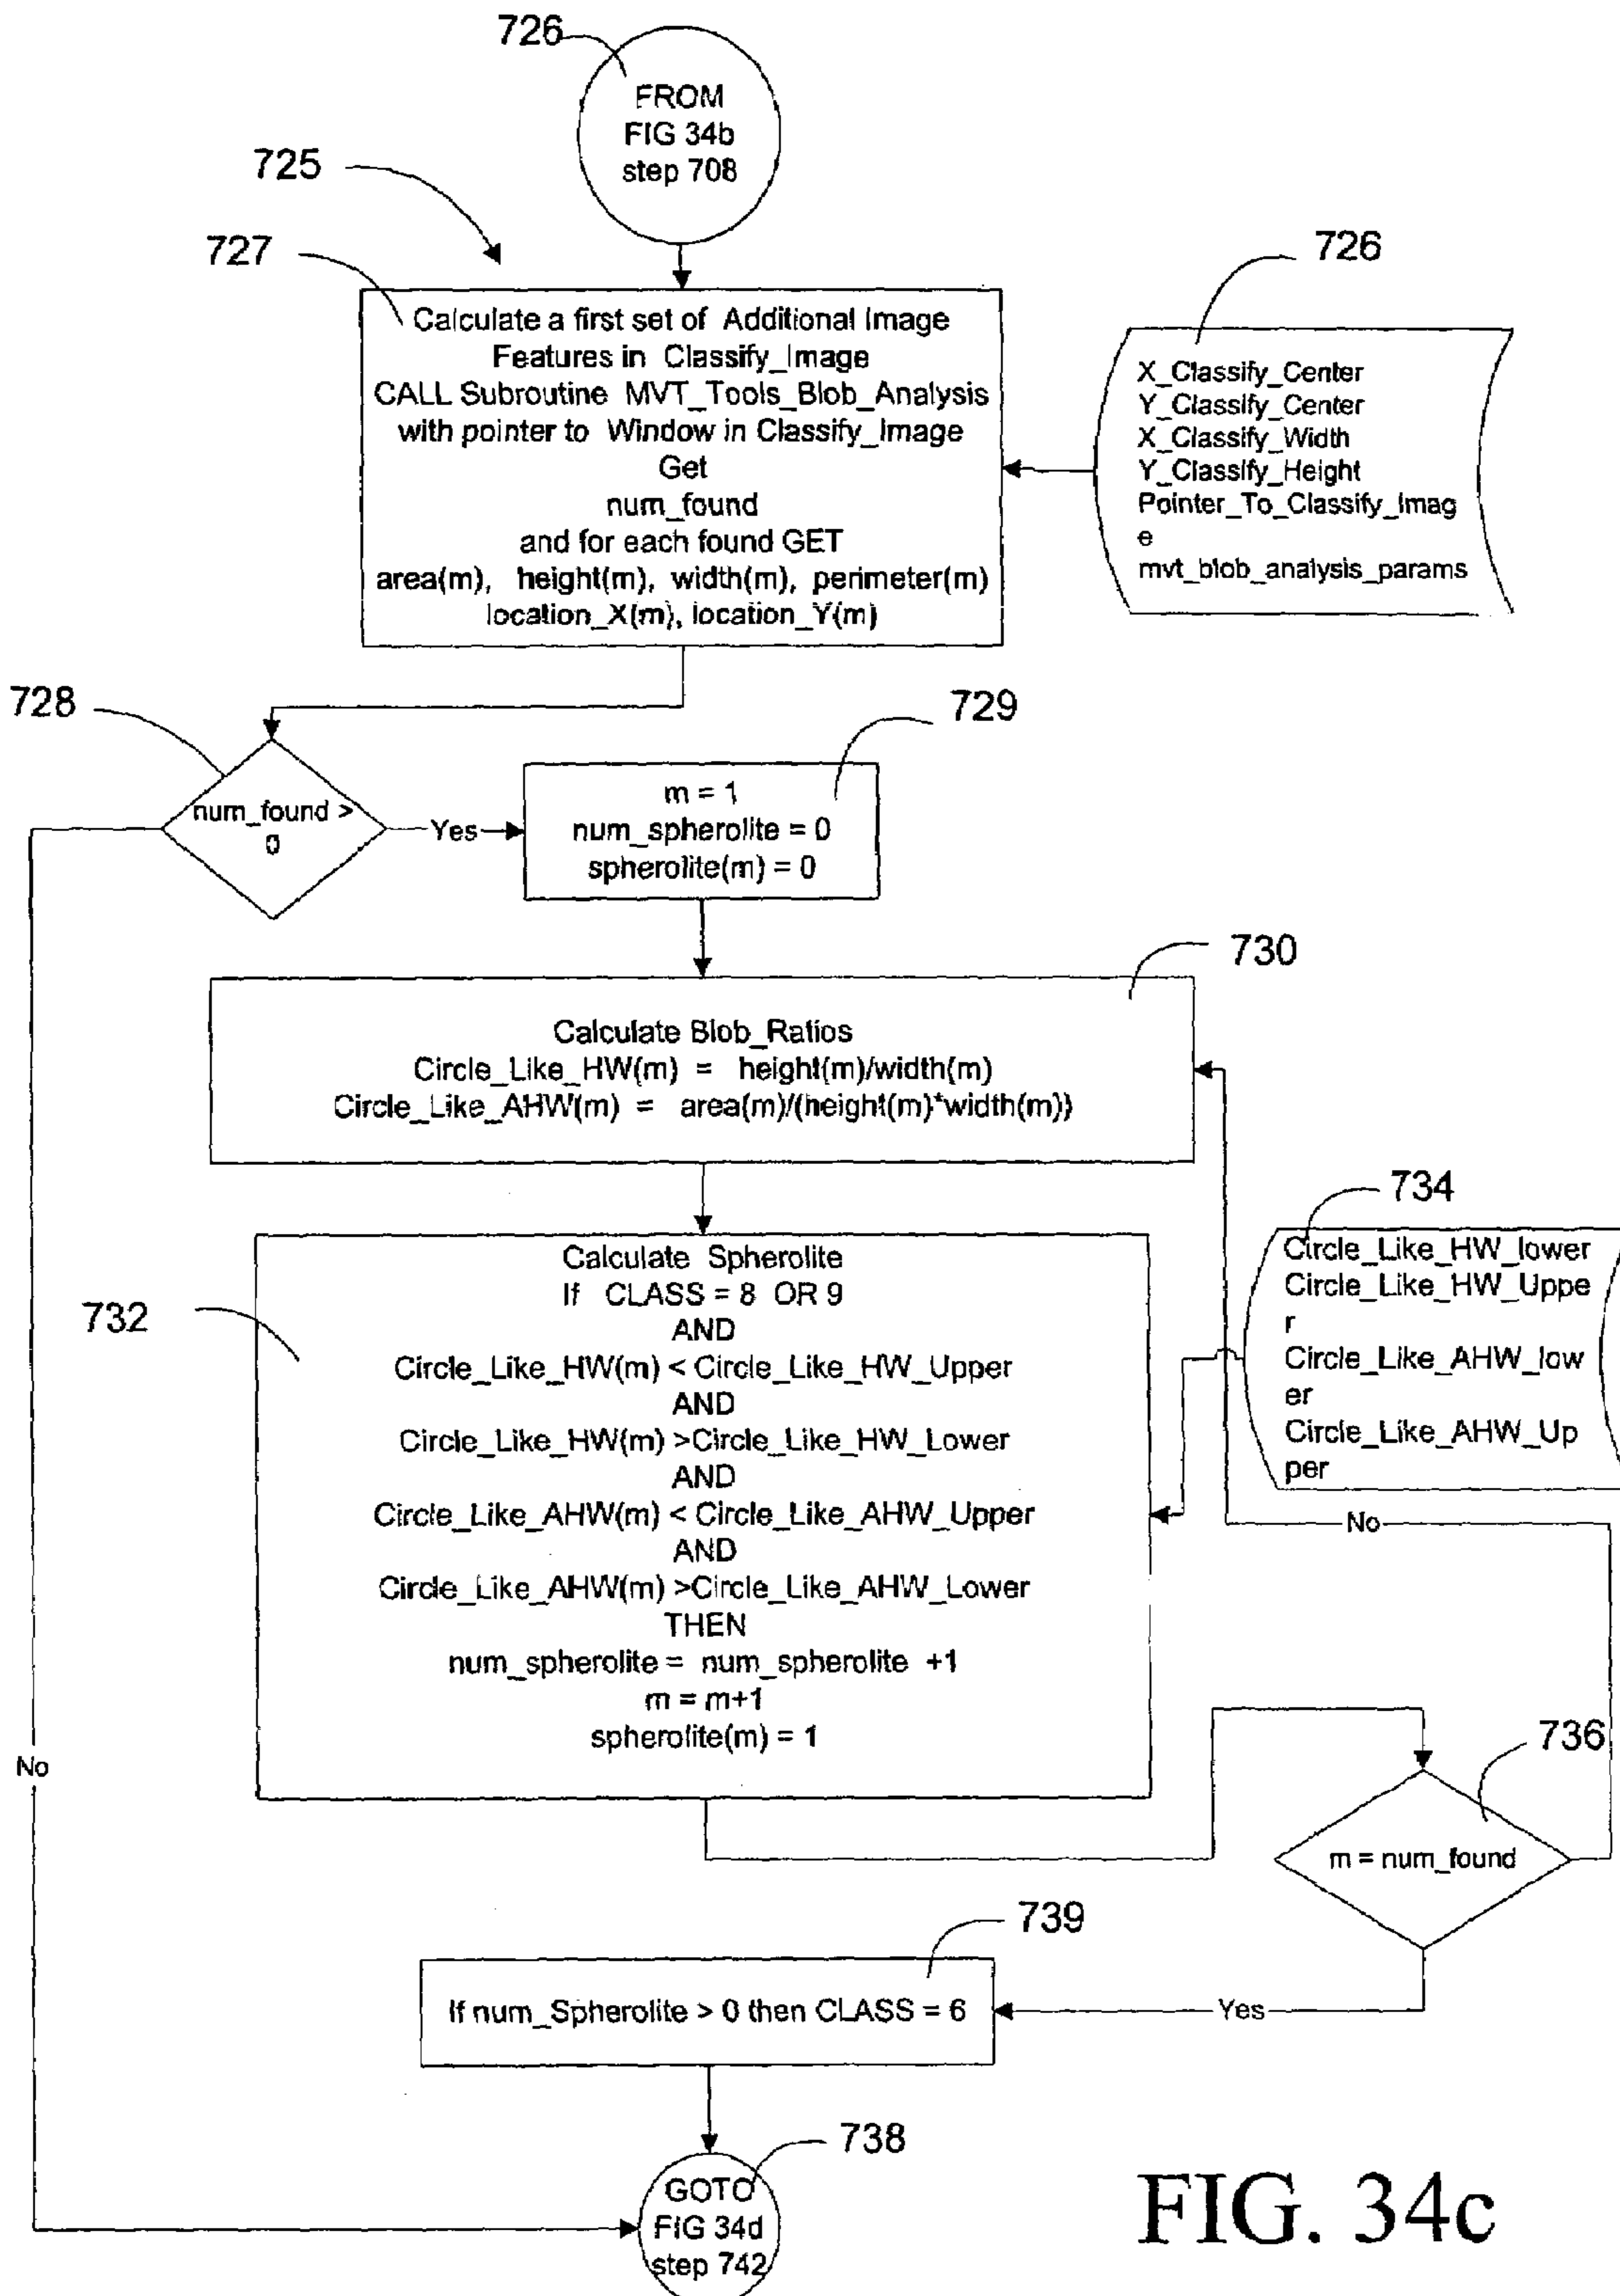 726
FROM
FIG 34b
step 708
725
727
Calculate a first set of Additional Image
Features in Classify_Image
CALL Subroutine MVT_Tools_Blob_Analysis
with pointer to Window in Classify_Image
Get
num_found
and for each found GET
area(m), height(m), width(m), perimeter(m)
location_X(m), location_Y(m)
726
X_Classify_Center
Y_Classify_Center
X_Classify_Width
Y_Classify_Height
Pointer_To_Classify_Imag
e
mvt_blob_analysis_params
728
num_found >
0
Yes
729
m = 1
num_spherolite = 0
spherolite(m) = 0
730
Calculate Blob_Ratios
Circle_Like_HW(m) = height(m)/width(m)
Circle_Like_AHW(m) = area(m)/(height(m)*width(m))
732
Calculate Spherolite
If CLASS = 8 OR 9
AND
Circle_Like_HW(m) < Circle_Like_HW_Upper
AND
Circle_Like_HW(m) >Circle_Like_HW_Lower
AND
Circle_Like_AHW(m) < Circle_Like_AHW_Upper
AND
Circle_Like_AHW(m) >Circle_Like_AHW_Lower
THEN
num_spherolite = num_spherolite +1
m = m+1
spherolite(m) = 1
734
Circle_Like_HW_lower
Circle_Like_HW_Uppe
r
Circle_Like_AHW_low
er
Circle_Like_AHW_Up
per
No
736
m = num_found
No
739
If num_Spherolite > 0 then CLASS = 6
Yes
738
GOTO
FIG 34d
step 742
FIG. 34c